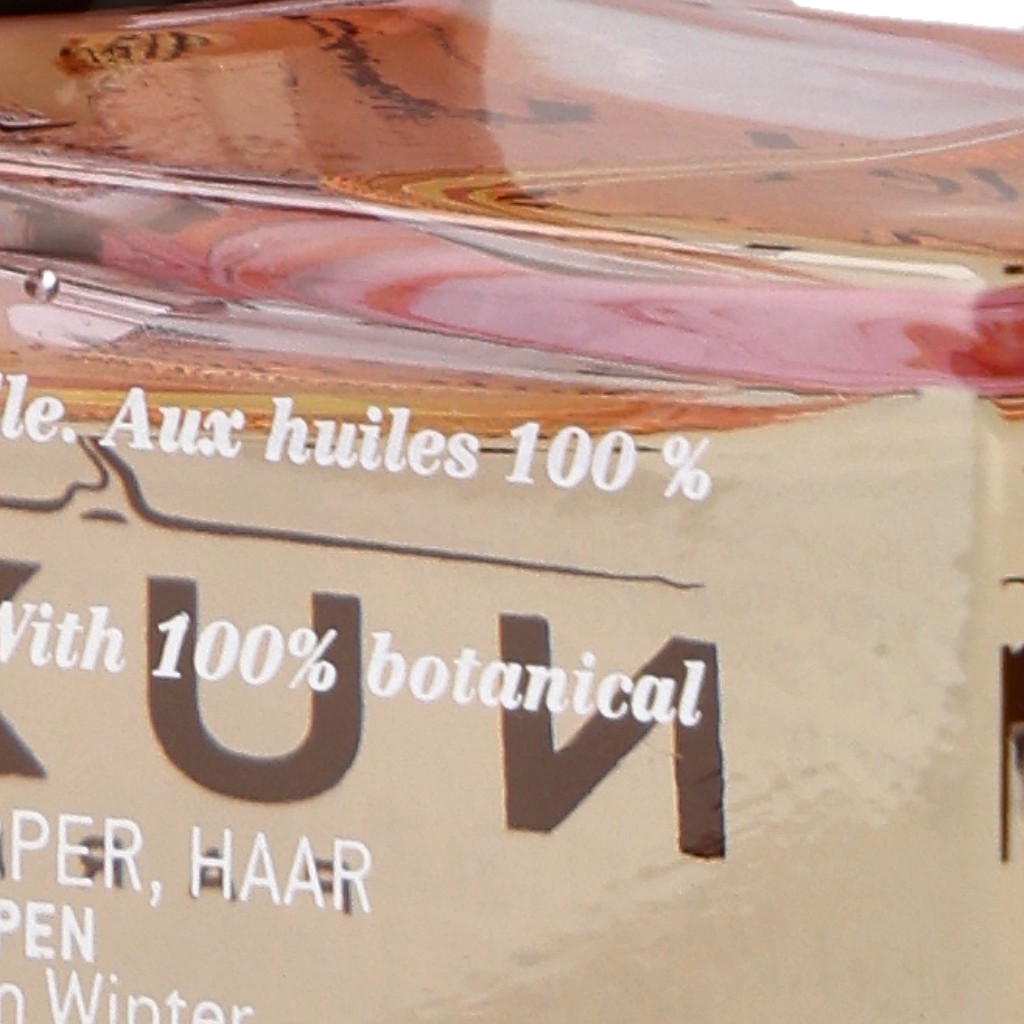 lle. Aux huiles 100 %
With 100% botanical
KUN
PER, HAAR
PEN
n Winter